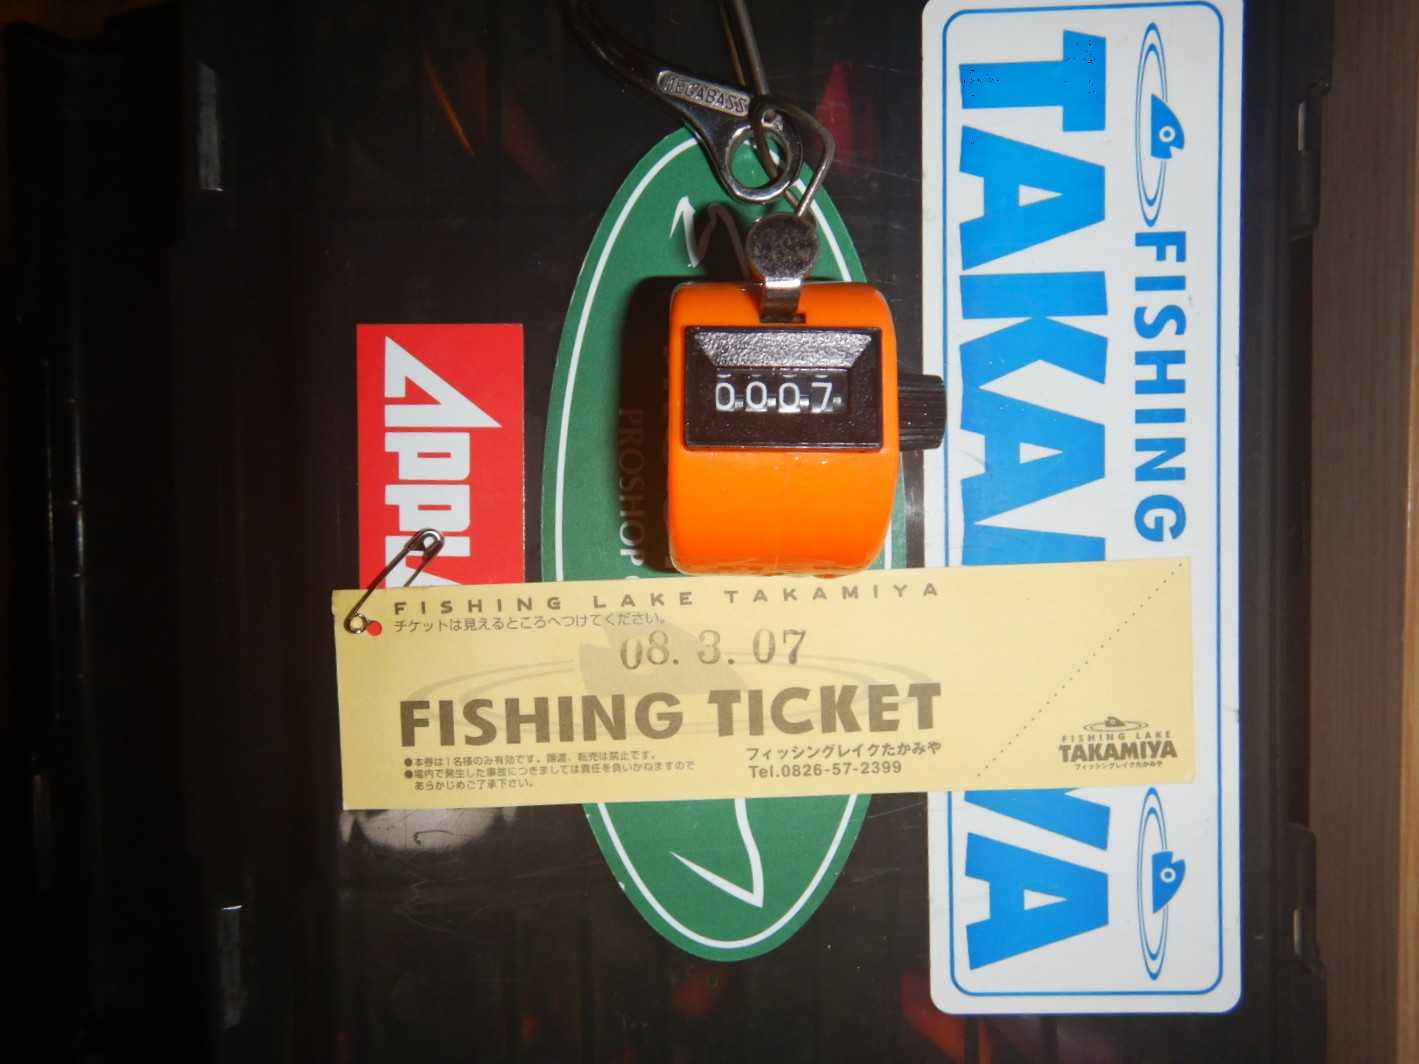 MEGABASS
0007
PROSHOP
FISHING
TAKAMIYA
FISHING LAKE TAKAMIYA
チケットは見えるところへつけてください。
08. 3. 07
FISHING TICKET
●本券は1名様のみ有効です。譲渡、転売は禁止です。
●場内で発生した事故につきましては責任を負いかねますので
あらかじめご了承下さい。
フィッシングレイクたかみや
Tel.0826-57-2399
FISHING LAKE
TAKAMIYA
フィッシングレイクたかみや